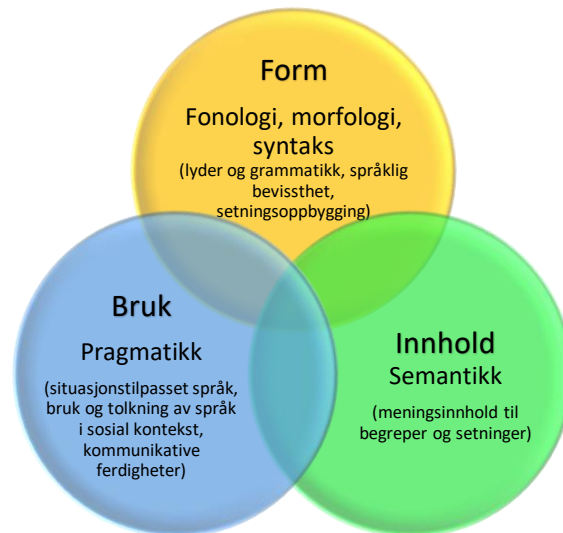 Form
Fonologi, morfologi,
syntaks
(lyder og grammatikk, språklig
bevissthet,
setningsoppbygging)
Bruk
Pragmatikk
(situasjonstilpasset språk,
bruk og tolkning av språk
i sosial kontekst,
kommunikative
ferdigheter)
Innhold
Semantikk
(meningsinnhold til
begreper og setninger)